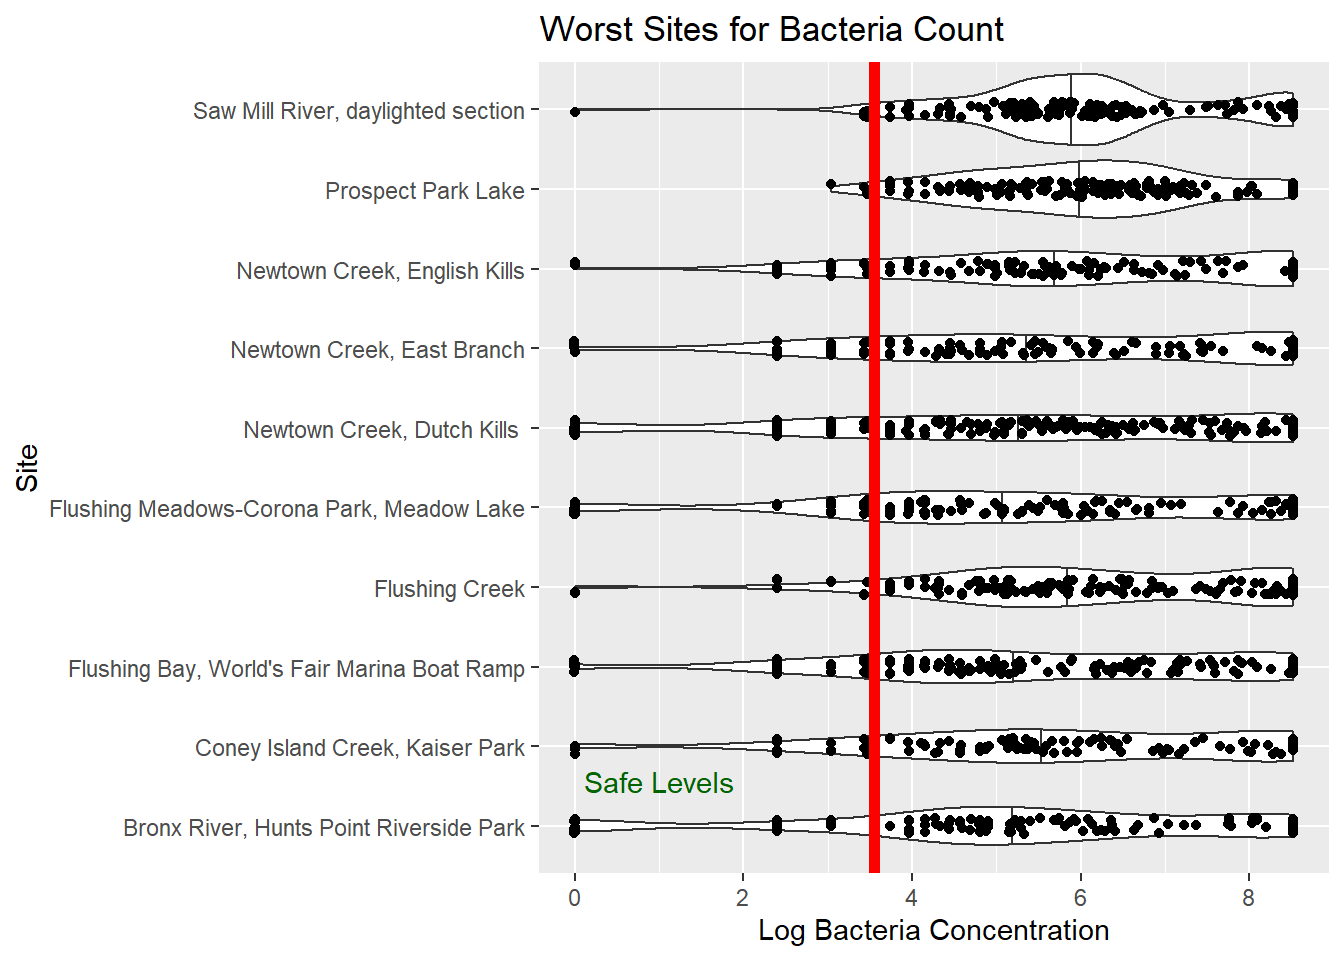 Worst Sites for Bacteria Count
Saw Mill River, daylighted section
Prospect Park Lake
Newtown Creek, English Kills
Newtown Creek, East Branch
Newtown Creek, Dutch Kills
Flushing Meadows-Corona Park, Meadow Lake
Flushing Creek
Flushing Bay, World's Fair Marina Boat Ramp
Coney Island Creek, Kaiser Park
Bronx River, Hunts Point Riverside Park
Site
Safe Levels
0 2 4 6 8
Log Bacteria Concentration